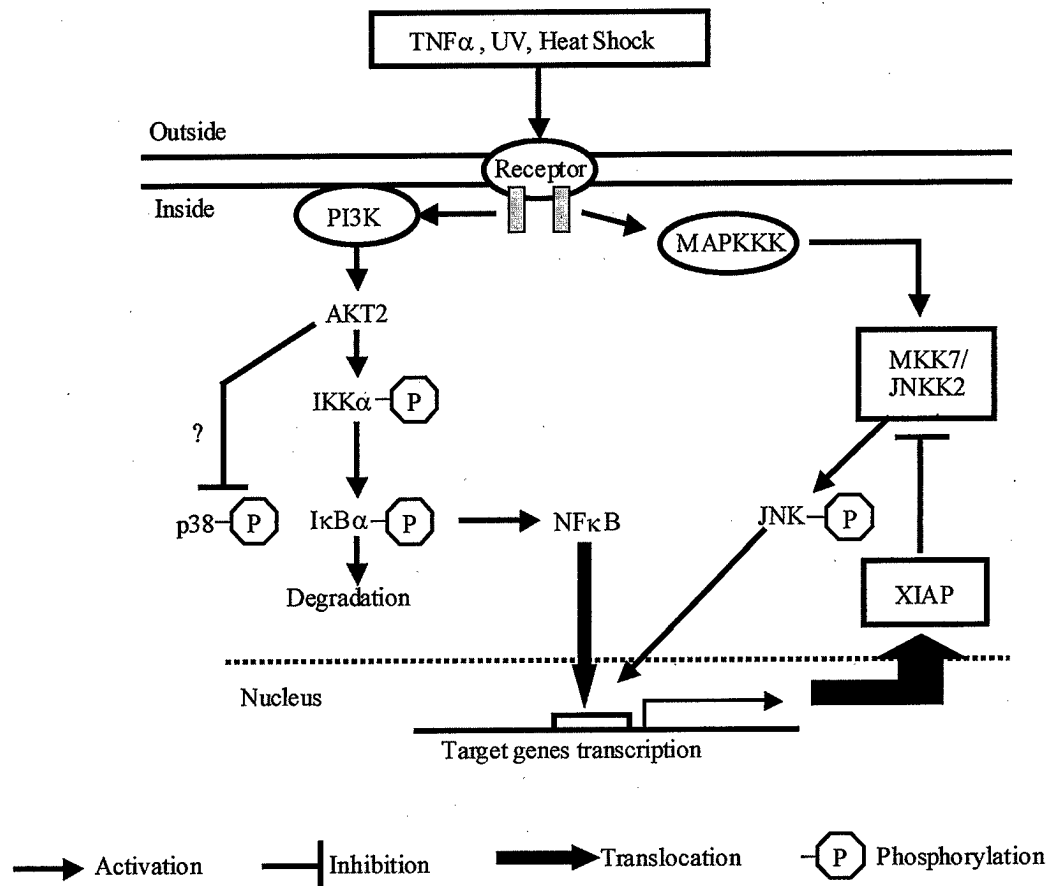 TNFα , UV, Heat Shock
Outside
Receptor
Inside
PI3K
MAPKKK
AKT2
MKK7/
JNKK2
IKKα
P
?
p38
P
IκBα
P
NFκB
JNK
P
Degradation
XIAP
Nucleus
Target genes transcription
Activation
Inhibition
Translocation
P
Phosphorylation